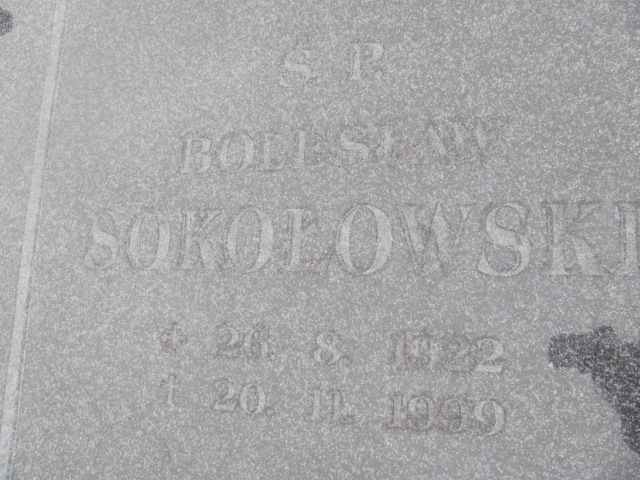 Ś. P.
BOLESŁAW
SOKOŁOWSKI
* 26. 8. 1922
† 20. 11. 1999